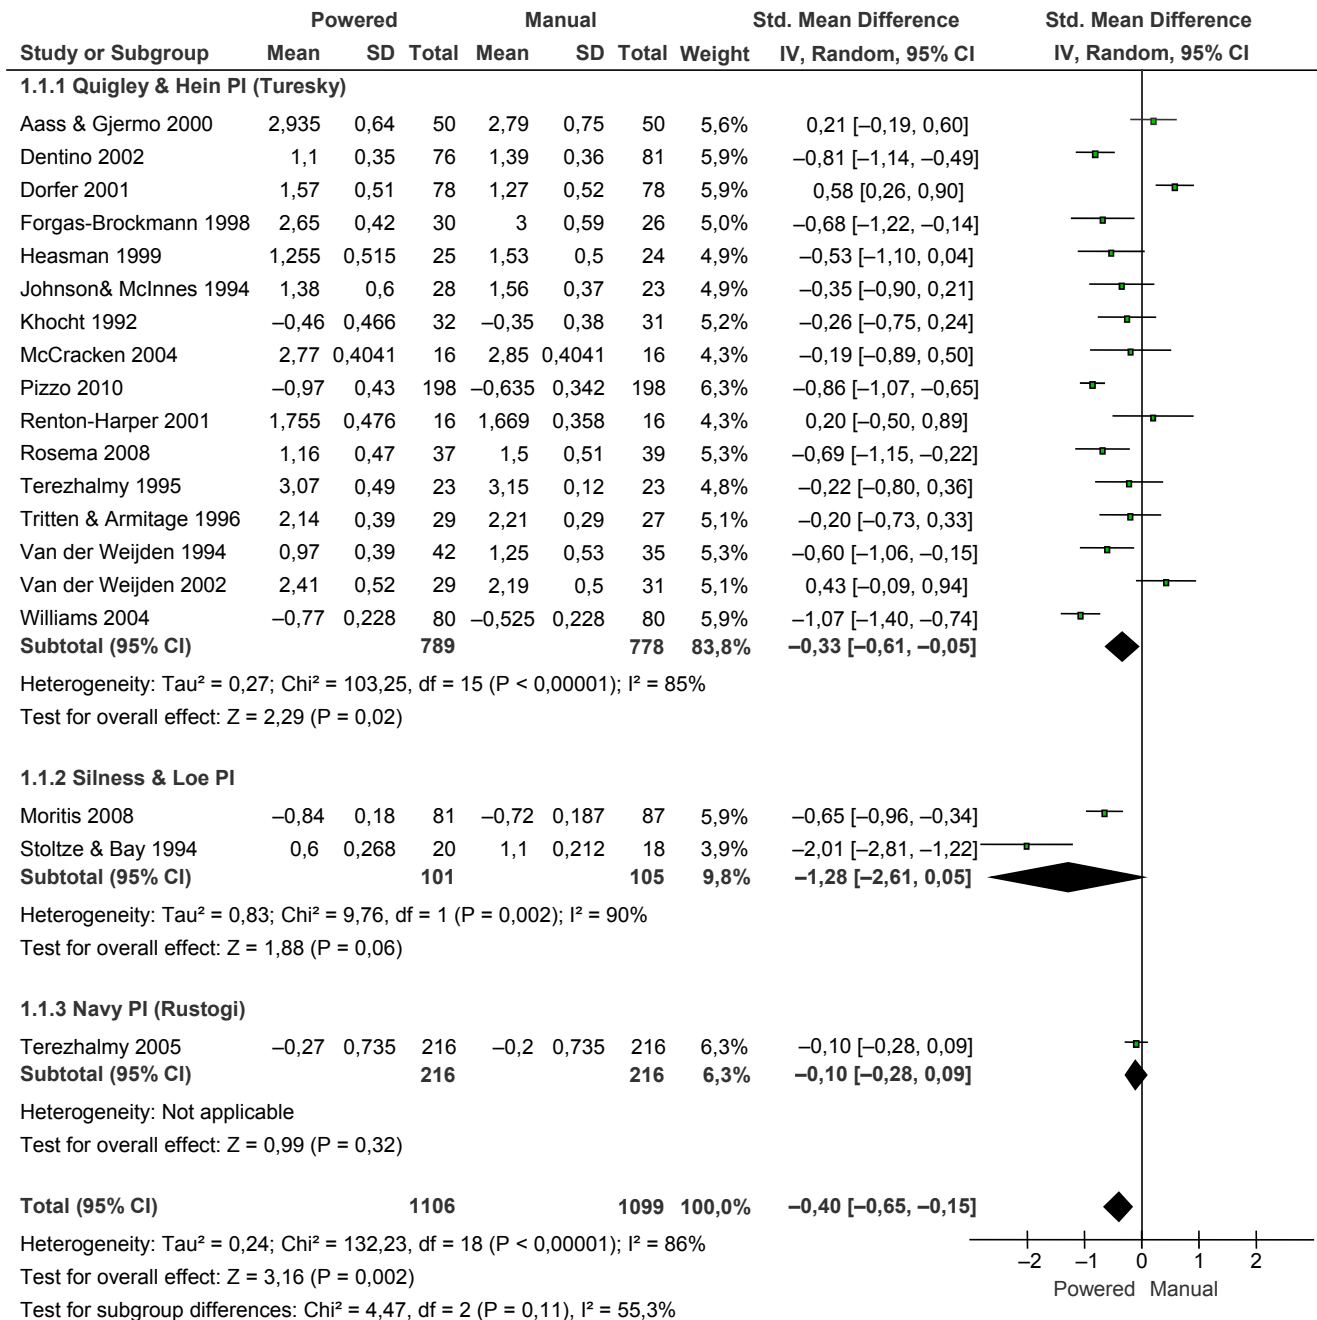 Powered Manual Std. Mean Difference Std. Mean Difference
Study or Subgroup Mean SD Total Mean SD Total Weight IV, Random, 95% CI IV, Random, 95% CI
1.1.1 Quigley & Hein PI (Turesky)
Aass & Gjermo 2000 2,935 0,64 50 2,79 0,75 50 5,6% 0,21 [–0,19, 0,60]
Dentino 2002 1,1 0,35 76 1,39 0,36 81 5,9% –0,81 [–1,14, –0,49]
Dorfer 2001 1,57 0,51 78 1,27 0,52 78 5,9% 0,58 [0,26, 0,90]
Forgas-Brockmann 1998 2,65 0,42 30 3 0,59 26 5,0% –0,68 [–1,22, –0,14]
Heasman 1999 1,255 0,515 25 1,53 0,5 24 4,9% –0,53 [–1,10, 0,04]
Johnson& McInnes 1994 1,38 0,6 28 1,56 0,37 23 4,9% –0,35 [–0,90, 0,21]
Khocht 1992 –0,46 0,466 32 –0,35 0,38 31 5,2% –0,26 [–0,75, 0,24]
McCracken 2004 2,77 0,4041 16 2,85 0,4041 16 4,3% –0,19 [–0,89, 0,50]
Pizzo 2010 –0,97 0,43 198 –0,635 0,342 198 6,3% –0,86 [–1,07, –0,65]
Renton-Harper 2001 1,755 0,476 16 1,669 0,358 16 4,3% 0,20 [–0,50, 0,89]
Rosema 2008 1,16 0,47 37 1,5 0,51 39 5,3% –0,69 [–1,15, –0,22]
Terezhalmy 1995 3,07 0,49 23 3,15 0,12 23 4,8% –0,22 [–0,80, 0,36]
Tritten & Armitage 1996 2,14 0,39 29 2,21 0,29 27 5,1% –0,20 [–0,73, 0,33]
Van der Weijden 1994 0,97 0,39 42 1,25 0,53 35 5,3% –0,60 [–1,06, –0,15]
Van der Weijden 2002 2,41 0,52 29 2,19 0,5 31 5,1% 0,43 [–0,09, 0,94]
Williams 2004 –0,77 0,228 80 –0,525 0,228 80 5,9% –1,07 [–1,40, –0,74]
Subtotal (95% CI) 789 778 83,8% –0,33 [–0,61, –0,05]
Heterogeneity: Tau² = 0,27; Chi² = 103,25, df = 15 (P < 0,00001); I² = 85%
Test for overall effect: Z = 2,29 (P = 0,02)
1.1.2 Silness & Loe PI
Moritis 2008 –0,84 0,18 81 –0,72 0,187 87 5,9% –0,65 [–0,96, –0,34]
Stoltze & Bay 1994 0,6 0,268 20 1,1 0,212 18 3,9% –2,01 [–2,81, –1,22]
Subtotal (95% CI) 101 105 9,8% –1,28 [–2,61, 0,05]
Heterogeneity: Tau² = 0,83; Chi² = 9,76, df = 1 (P = 0,002); I² = 90%
Test for overall effect: Z = 1,88 (P = 0,06)
1.1.3 Navy PI (Rustogi)
Terezhalmy 2005 –0,27 0,735 216 –0,2 0,735 216 6,3% –0,10 [–0,28, 0,09]
Subtotal (95% CI) 216 216 6,3% –0,10 [–0,28, 0,09]
Heterogeneity: Not applicable
Test for overall effect: Z = 0,99 (P = 0,32)
Total (95% CI) 1106 1099 100,0% –0,40 [–0,65, –0,15]
Heterogeneity: Tau² = 0,24; Chi² = 132,23, df = 18 (P < 0,00001); I² = 86%
–2 –1 0 1 2
Test for overall effect: Z = 3,16 (P = 0,002)
Powered Manual
Test for subgroup differences: Chi² = 4,47, df = 2 (P = 0,11), I² = 55,3%